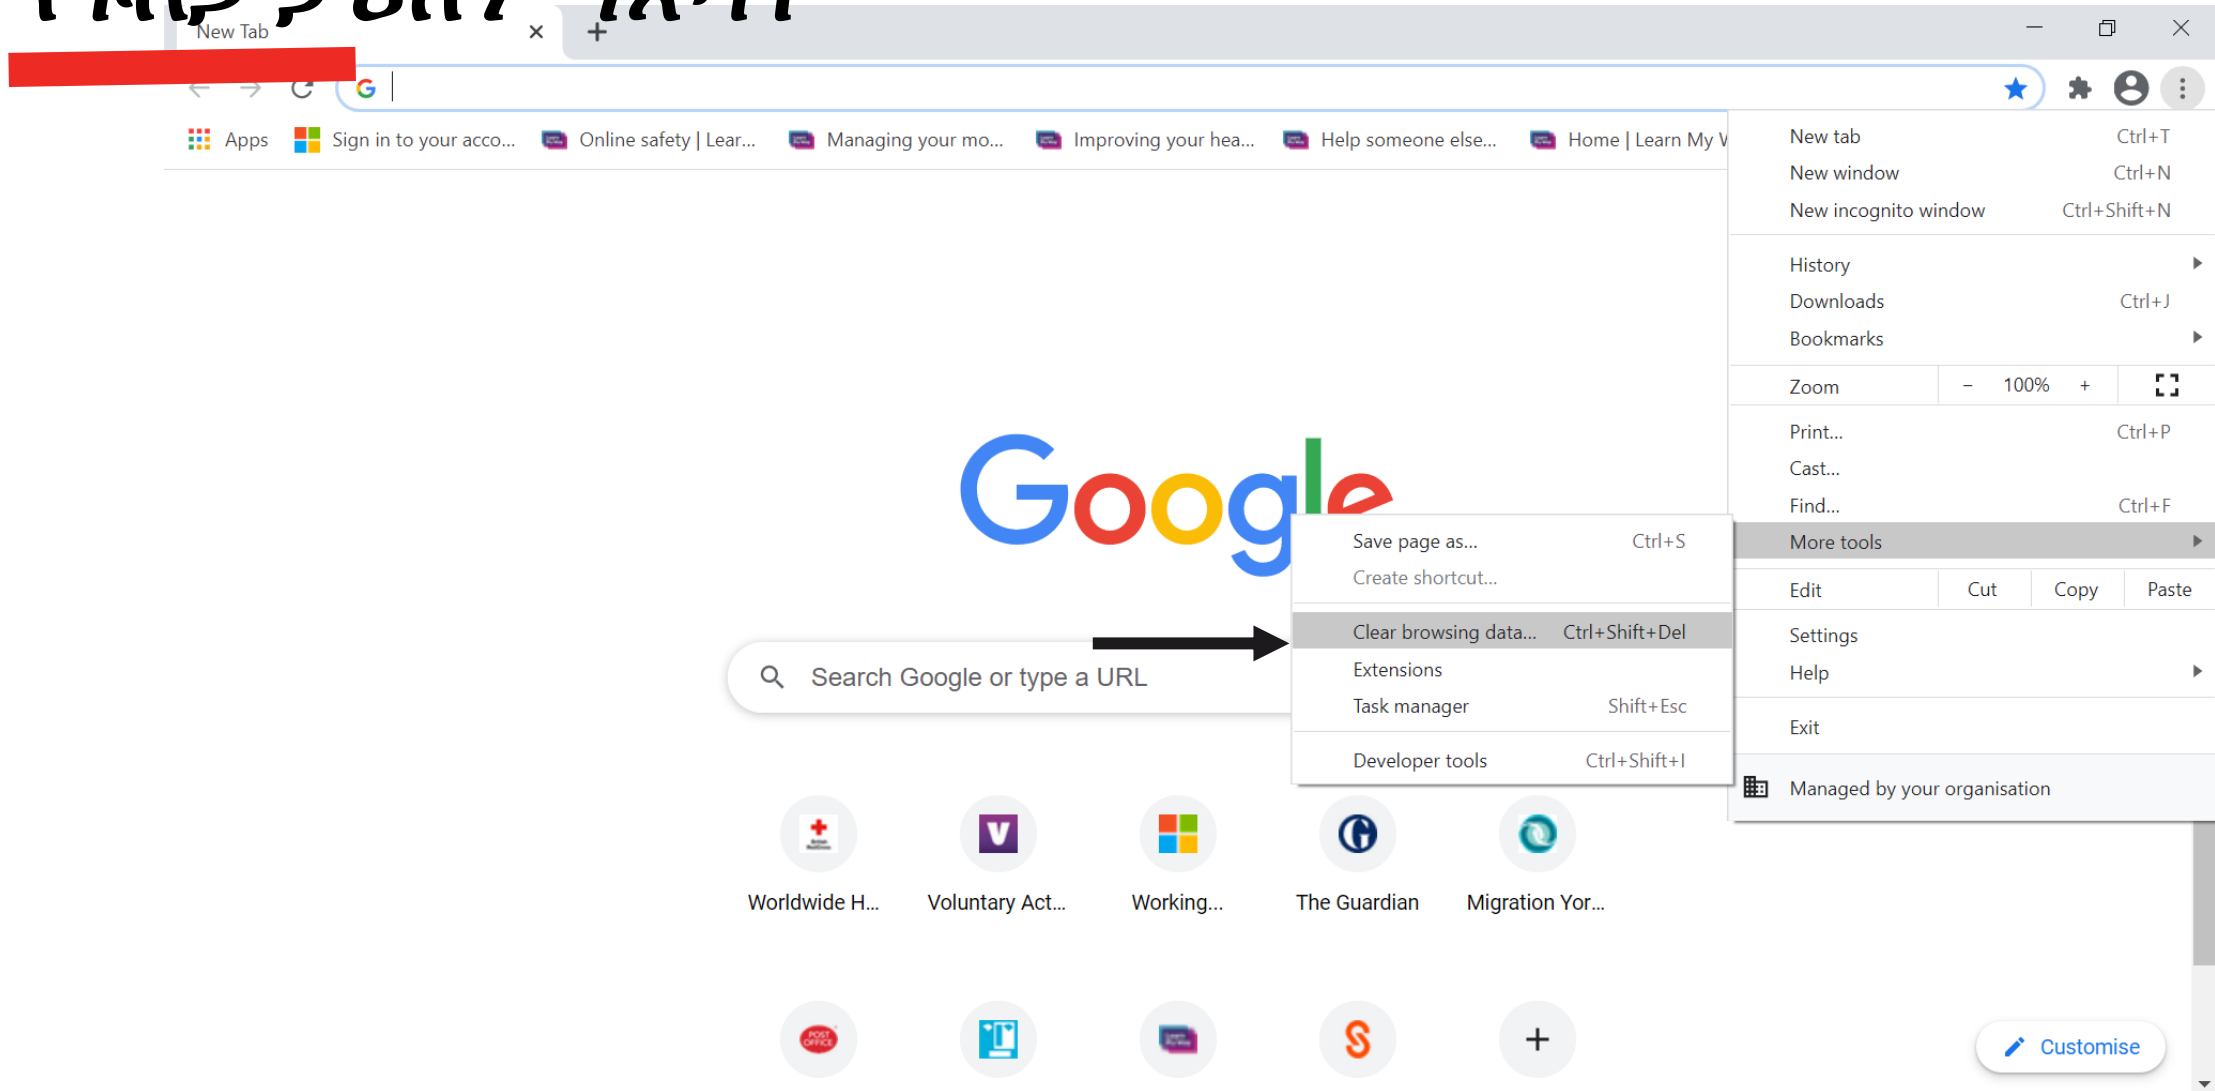 New Tab
Apps Sign in to your acco... Online safety | Lear... Managing your mo... Improving your hea... Help someone else... Home | Learn My
New tab Ctrl+T
New window Ctrl+N
New incognito window Ctrl+Shift+N
History
Downloads Ctrl+J
Bookmarks
Zoom - 100% +
Print... Ctrl+P
Cast...
Find... Ctrl+F
More tools
Edit Cut Copy Paste
Settings
Help
Exit
Managed by your organisation
Google
Save page as... Ctrl+S
Create shortcut...
Clear browsing data... Ctrl+Shift+Del
Extensions
Task manager Shift+Esc
Developer tools Ctrl+Shift+I
Search Google or type a URL
Worldwide H... Voluntary Act... Working... The Guardian Migration Yor...
POST OFFICE
Customise